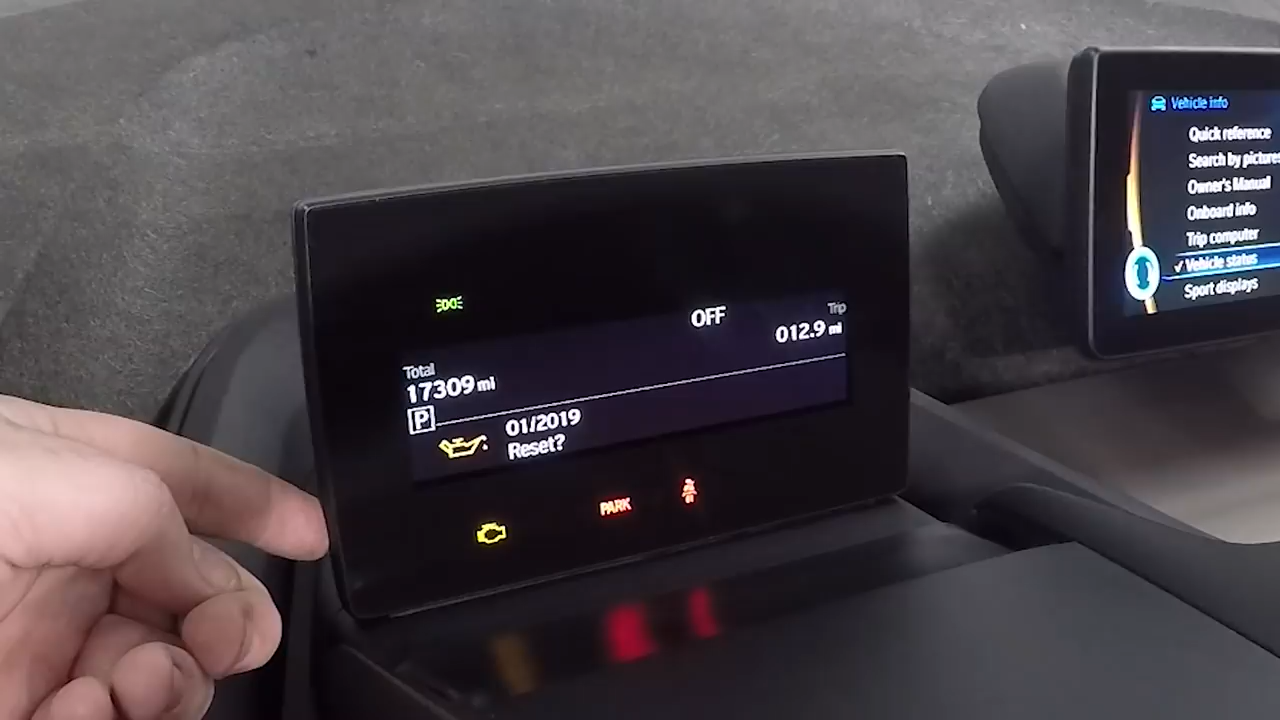 OFF
Trip
012.9 mi
Total
17309 mi
P
01/2019
Reset?
PARK
Vehicle info
Quick reference
Search by pictures
Owner's Manual
Onboard info
Trip computer
✓ Vehicle status
Sport displays